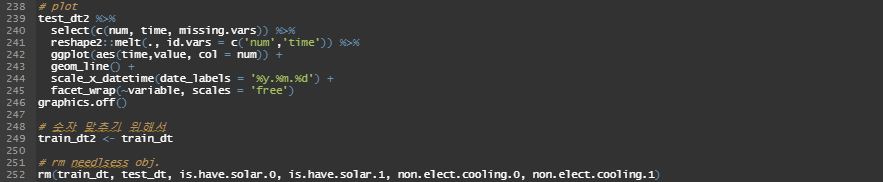 238 # plot
239 test_dt2 %>%
240 select(c(num, time, missing.vars)) %>%
241 reshape2::melt(., id.vars = c('num','time')) %>%
242 ggplot(aes(time,value, col = num)) +
243 geom_line() +
244 scale_x_datetime(date_labels = '%y.%m.%d') +
245 facet_wrap(~variable, scales = 'free')
246 graphics.off()
247
248 # 숫자 맞추기 위해서
249 train_dt2 <- train_dt
250
251 # rm needlsess obj.
252 rm(train_dt, test_dt, is.have.solar.0, is.have.solar.1, non.elect.cooling.0, non.elect.cooling.1)